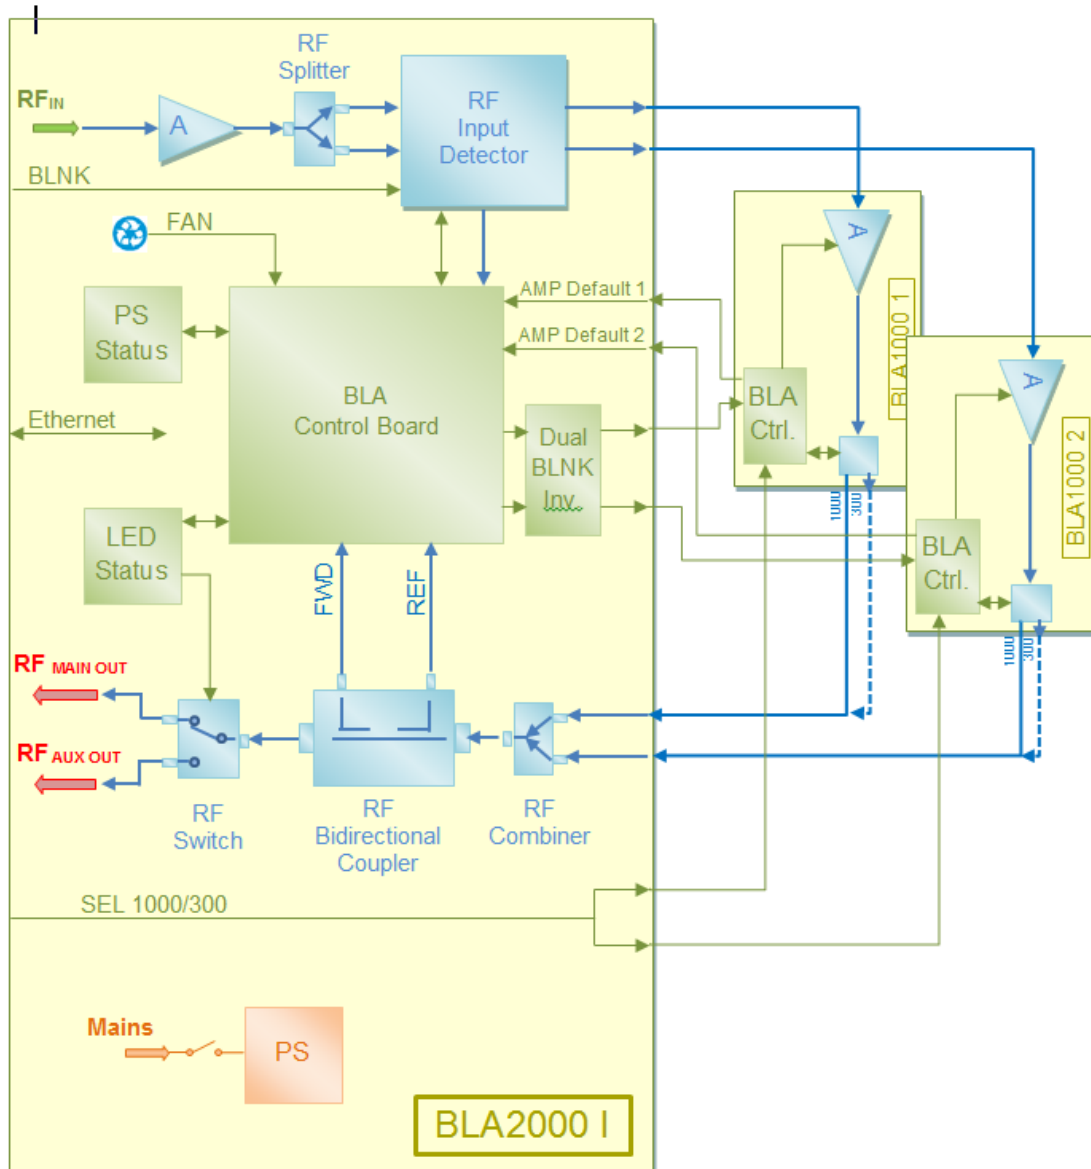 RF
Splitter
RF IN
A
RF
Input
Detector
BLNK
FAN
A
AMP Default 1
PS
Status
BLA1000 1
AMP Default 2
A
BLA
Control Board
BLA
Ctrl.
Ethernet
Dual
BLNK
Inv.
BLA1000 2
1000
300
LED
Status
BLA
Ctrl.
FWD
REF
1000
300
RF MAIN OUT
RF AUX OUT
RF
Switch
RF
Bidirectional
Coupler
RF
Combiner
SEL 1000/300
Mains
PS
BLA2000 I